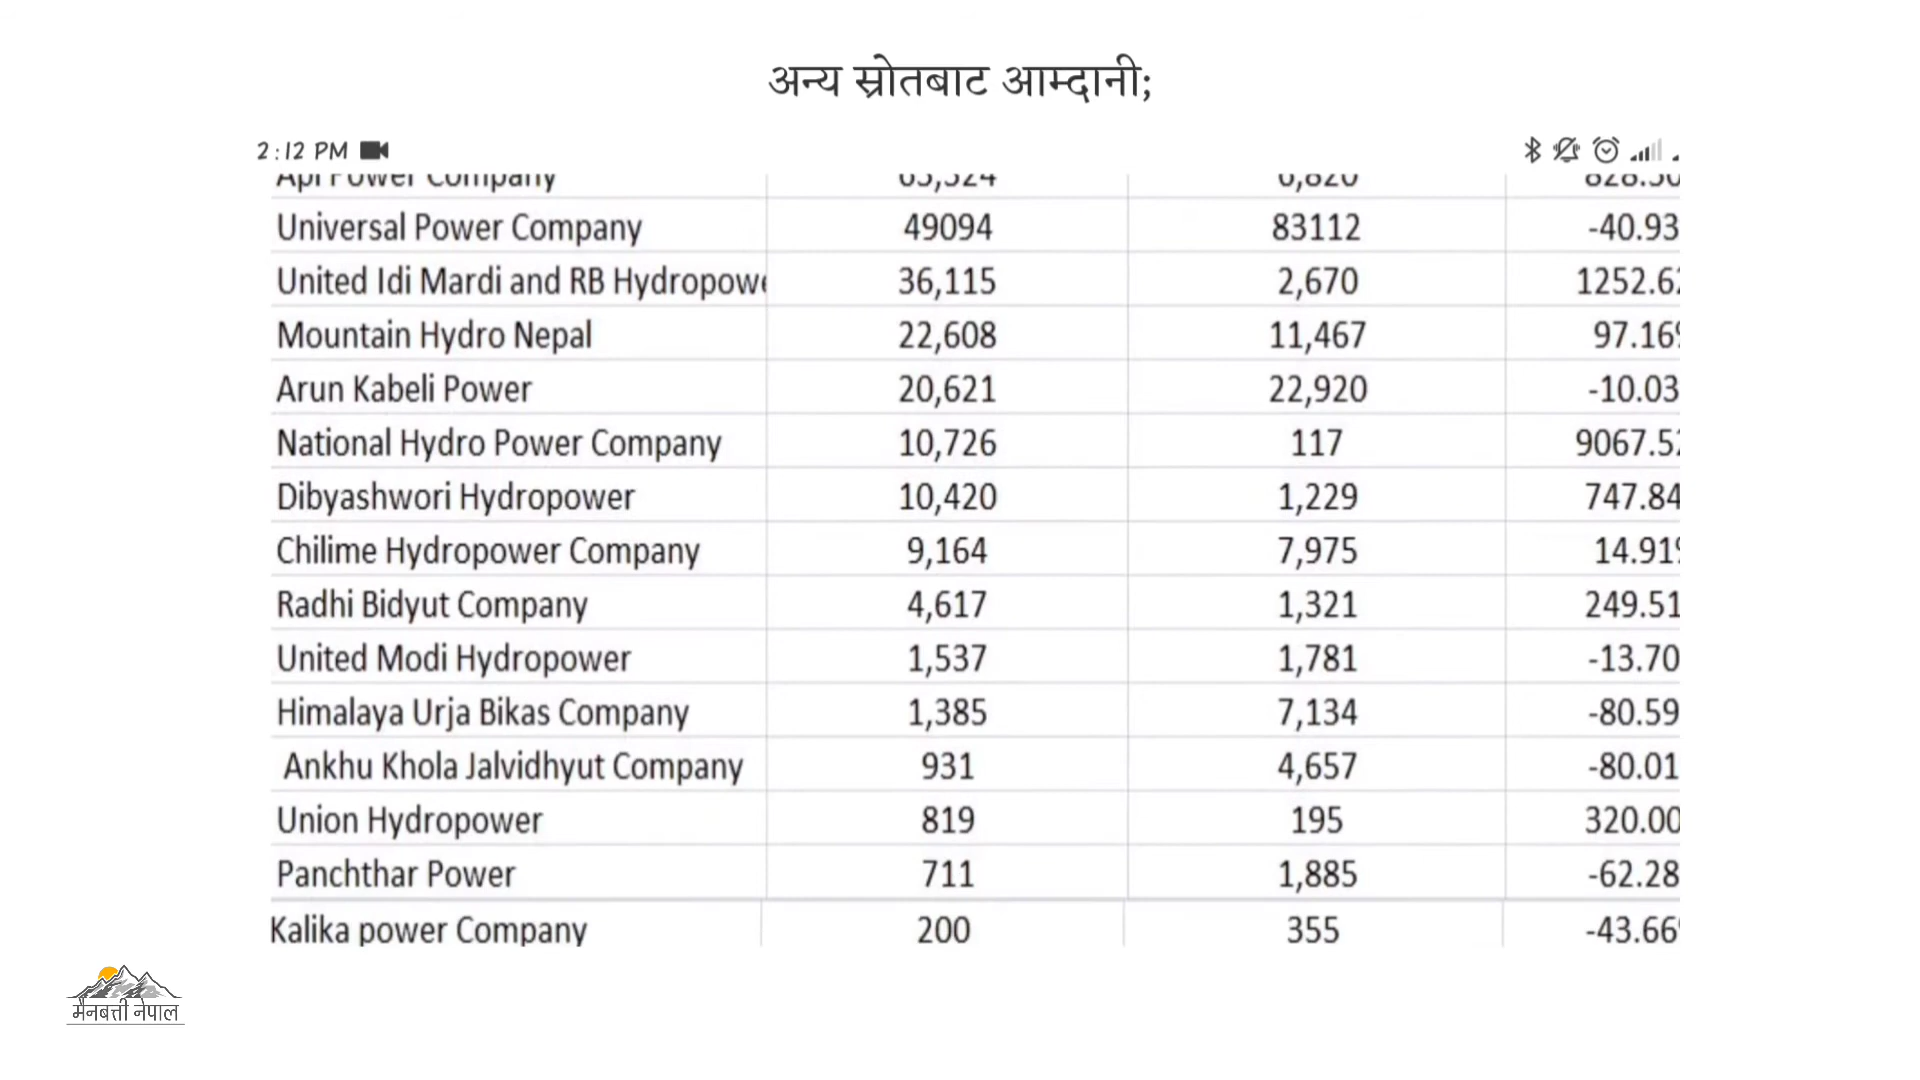 अन्य स्रोतबाट आम्दानी;
2:12 PM
Api Power Company
Universal Power Company 49094 83112 -40.93
United Idi Mardi and RB Hydropowe 36,115 2,670 1252.6
Mountain Hydro Nepal 22,608 11,467 97.16
Arun Kabeli Power 20,621 22,920 -10.03
National Hydro Power Company 10,726 117 9067.5
Dibyashwori Hydropower 10,420 1,229 747.84
Chilime Hydropower Company 9,164 7,975 14.91
Radhi Bidyut Company 4,617 1,321 249.51
United Modi Hydropower 1,537 1,781 -13.70
Himalaya Urja Bikas Company 1,385 7,134 -80.59
Ankhu Khola Jalvidhyut Company 931 4,657 -80.01
Union Hydropower 819 195 320.00
Panchthar Power 711 1,885 -62.28
Kalika power Company 200 355 -43.66
मैनबत्ती नेपाल